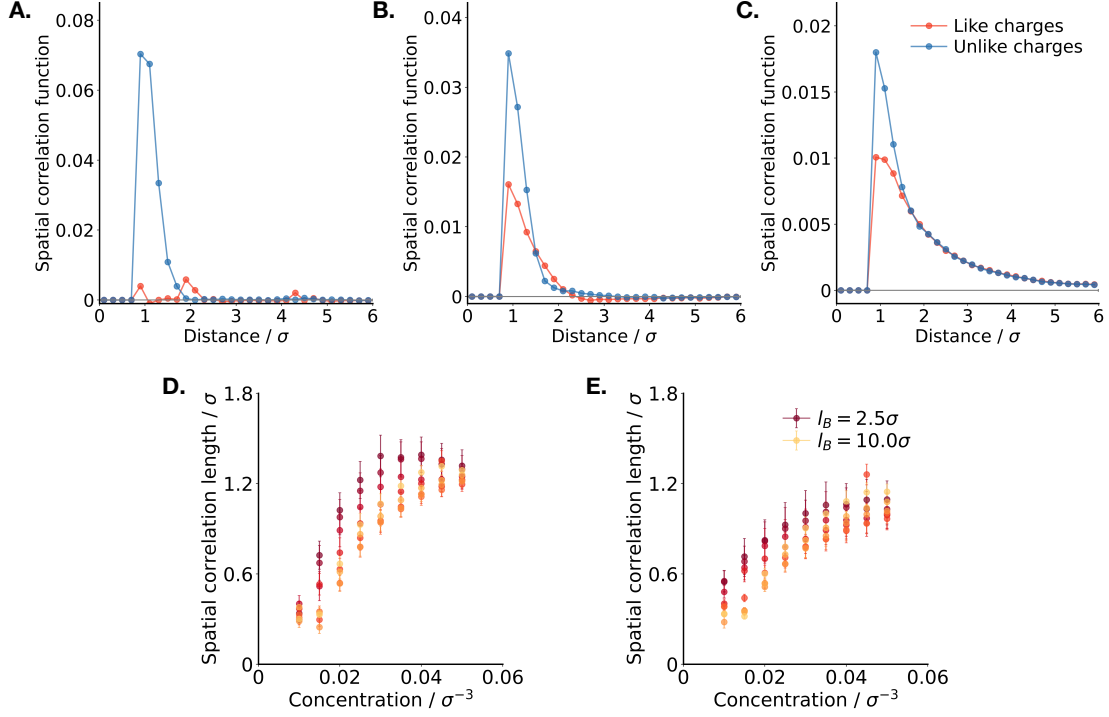 A.
B.
C.
Spatial correlation function
0.08
0.06
0.04
0.02
0.00
0 1 2 3 4 5 6
Distance / σ
Spatial correlation function
0.04
0.03
0.02
0.01
0
0 1 2 3 4 5 6
Distance / σ
Spatial correlation function
0.02
0.015
0.01
0.005
0
0 1 2 3 4 5 6
Distance / σ
Like charges
Unlike charges
D.
E.
Spatial correlation length / σ
1.8
1.2
0.6
0
0 0.02 0.04 0.06
Concentration / σ⁻³
Spatial correlation length / σ
1.8
1.2
0.6
0
0 0.02 0.04 0.06
Concentration / σ⁻³
l_B = 2.5σ
l_B = 10.0σ